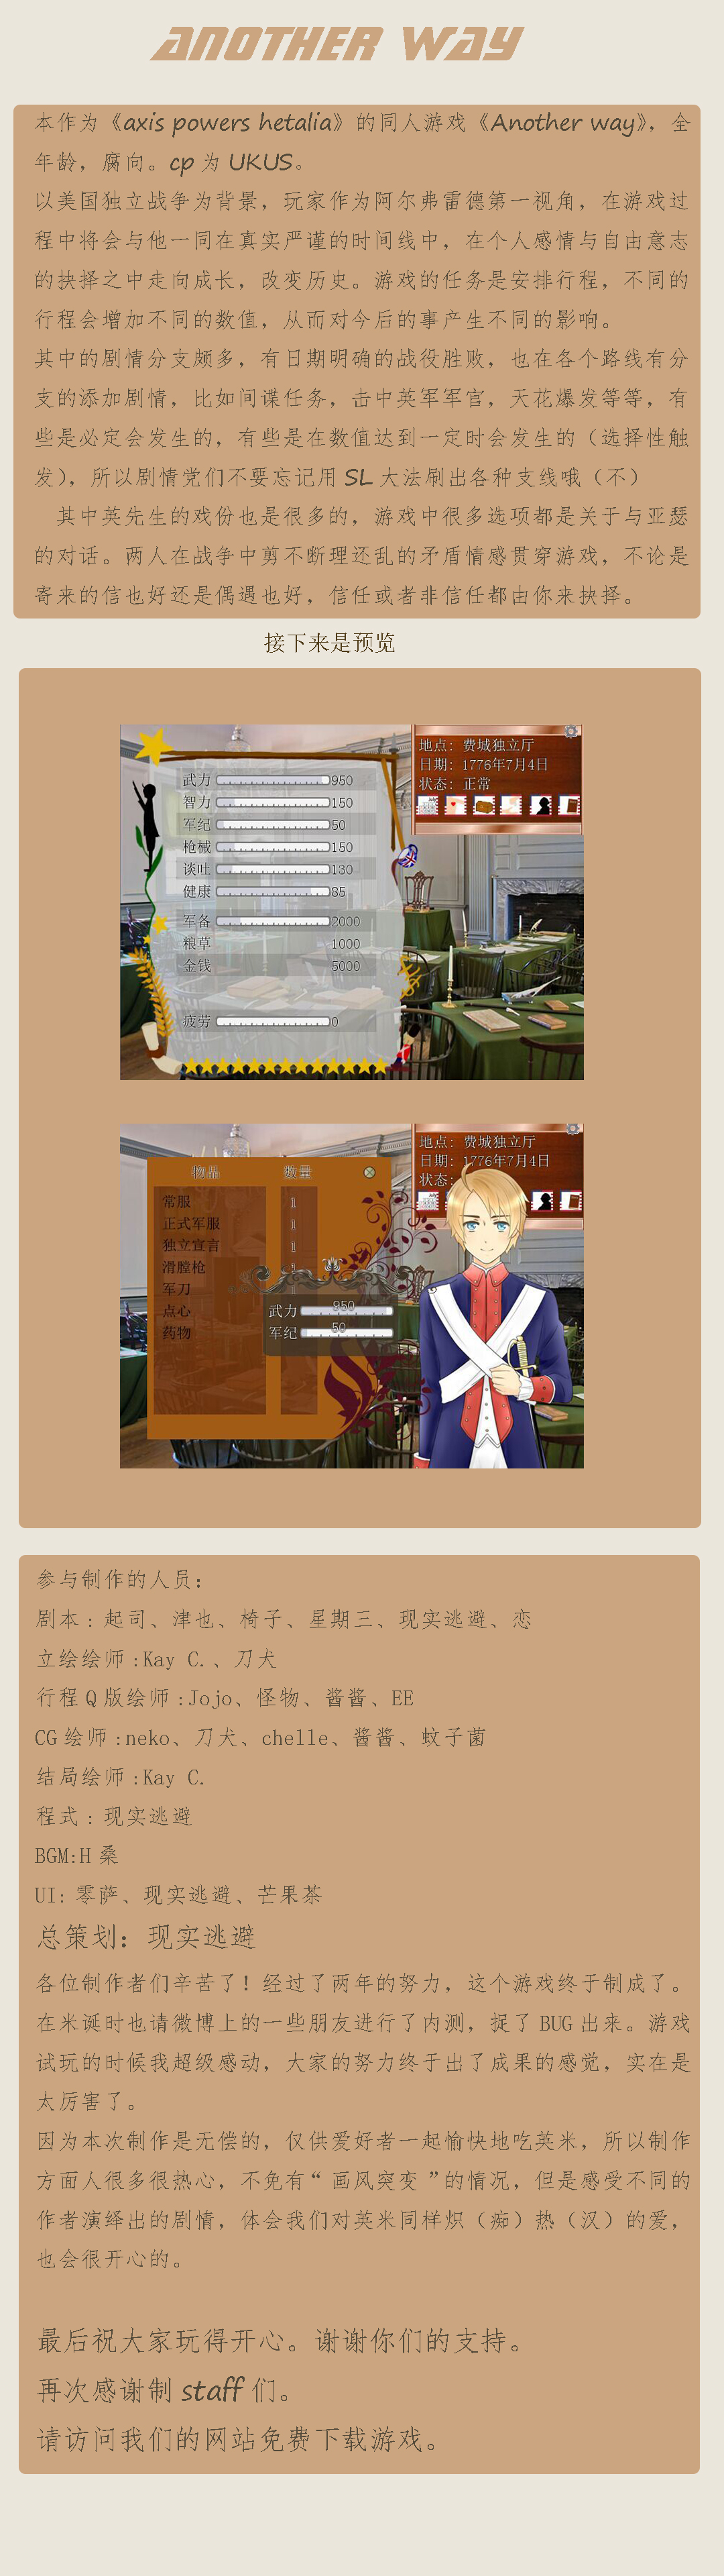 ANOTHER WAY
本作为《axis powers hetalia》的同人游戏《Another way》，全
年龄，腐向。cp 为 UKUS。
以美国独立战争为背景，玩家作为阿尔弗雷德第一视角，在游戏过
程中将会与他一同在真实严谨的时间线中，在个人感情与自由意志
的抉择之中走向成长，改变历史。游戏的任务是安排行程，不同的
行程会增加不同的数值，从而对今后的事产生不同的影响。
其中的剧情分支颇多，有日期明确的战役胜败，也在各个路线有分
支的添加剧情，比如间谍任务，击中英军军官，天花爆发等等，有
些是必定会发生的，有些是在数值达到一定时会发生的（选择性触
发），所以剧情党们不要忘记用 SL 大法刷出各种支线哦（不）
其中英先生的戏份也是很多的，游戏中很多选项都是关于与亚瑟
的对话。两人在战争中剪不断理还乱的矛盾情感贯穿游戏，不论是
寄来的信也好还是偶遇也好，信任或者非信任都由你来抉择。
接下来是预览
地点：费城独立厅
日期：1776年7月4日
状态：正常
武力 950
智力 150
军纪 50
枪械 150
谈吐 130
健康 85
军备 2000
粮草 1000
金钱 5000
疲劳 0
地点：费城独立厅
日期：1776年7月4日
状态：
物品 数量
常服 1
正式军服 1
独立宣言 1
滑膛枪
军刀
点心
药物
武力 950
军纪 50
参与制作的人员：
剧本：起司、津也、椅子、星期三、现实逃避、恋
立绘绘师:Kay C.、刀犬
行程 Q 版绘师:Jojo、怪物、酱酱、EE
CG 绘师:neko、刀犬、chelle、酱酱、蚊子菌
结局绘师:Kay C.
程式：现实逃避
BGM:H 桑
UI: 零萨、现实逃避、芒果茶
总策划：现实逃避
各位制作者们辛苦了！经过了两年的努力，这个游戏终于制成了。
在米诞时也请微博上的一些朋友进行了内测，捉了 BUG 出来。游戏
试玩的时候我超级感动，大家的努力终于出了成果的感觉，实在是
太厉害了。
因为本次制作是无偿的，仅供爱好者一起愉快地吃英米，所以制作
方面人很多很热心，不免有“画风突变”的情况，但是感受不同的
作者演绎出的剧情，体会我们对英米同样炽（痴）热（汉）的爱，
也会很开心的。
最后祝大家玩得开心。谢谢你们的支持。
再次感谢制 staff 们。
请访问我们的网站免费下载游戏。